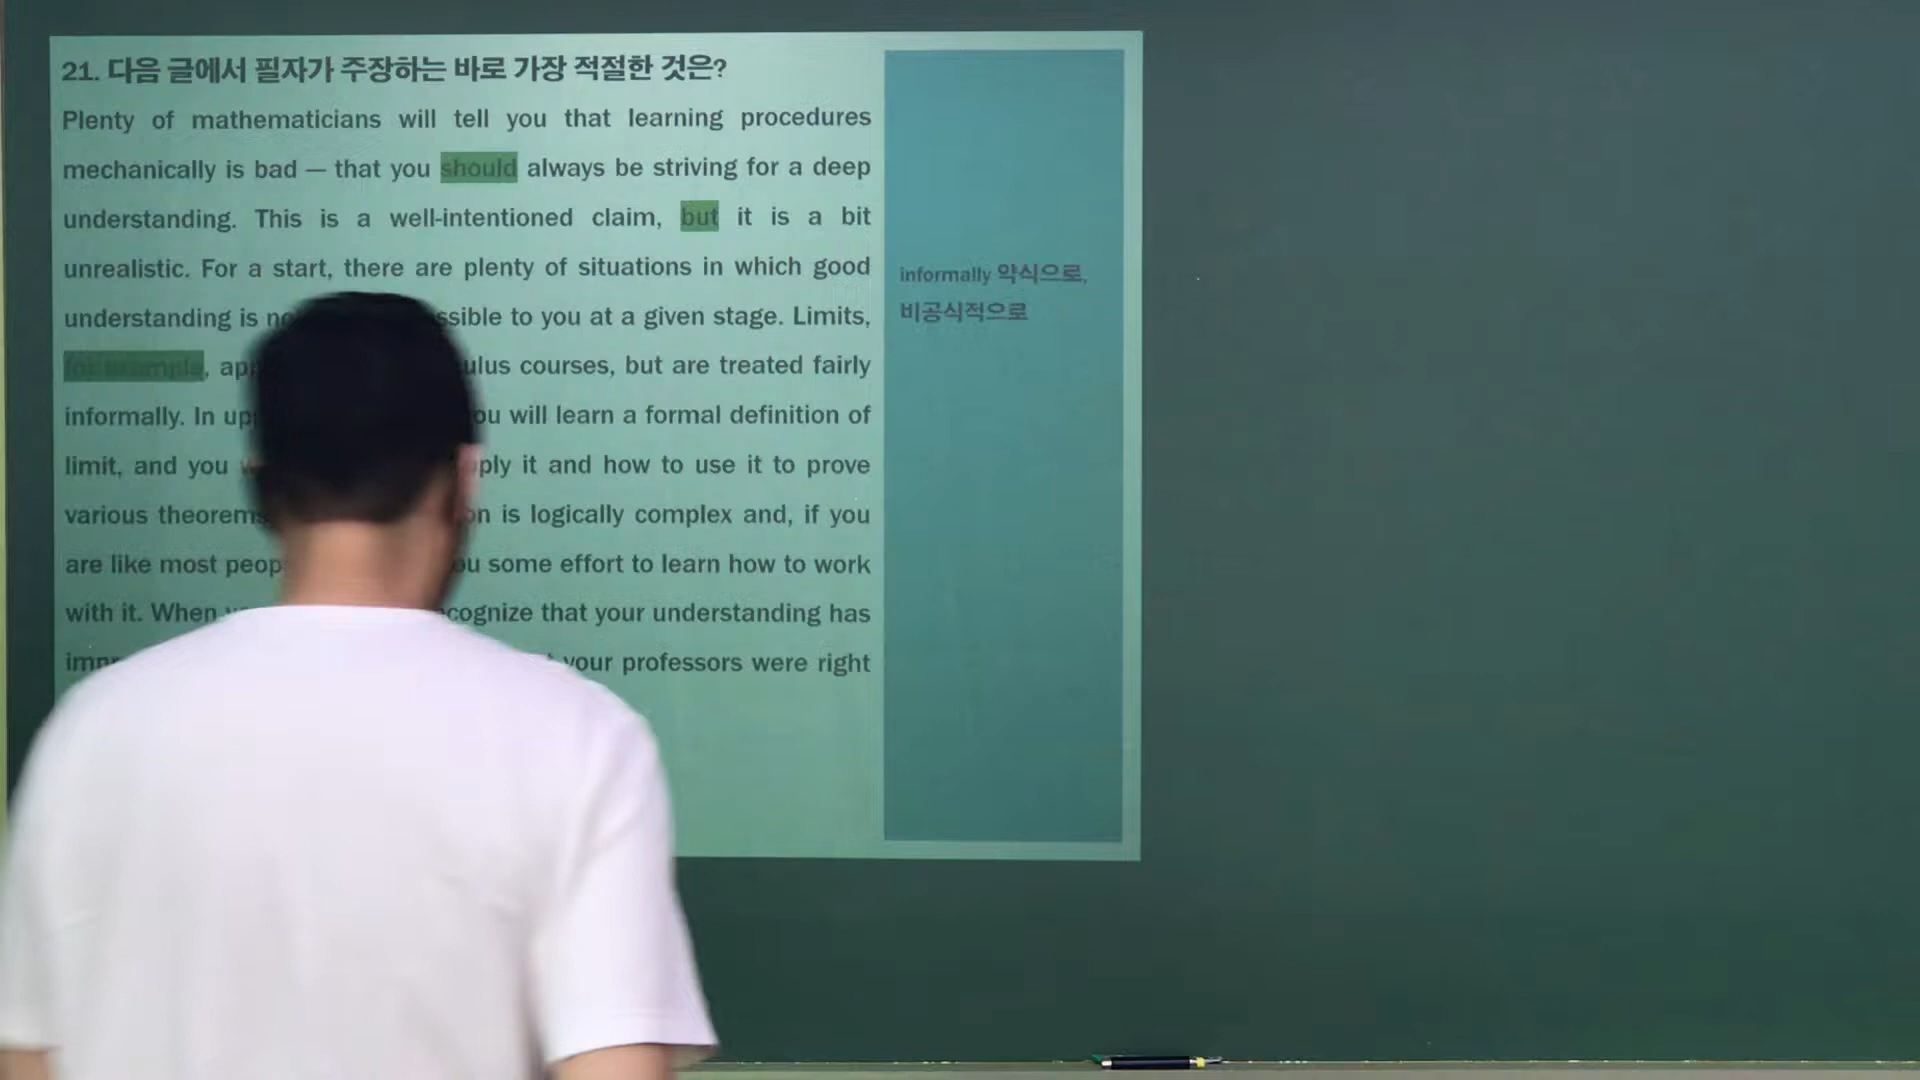 21. 다음 글에서 필자가 주장하는 바로 가장 적절한 것은?
Plenty of mathematicians will tell you that learning procedures
mechanically is bad — that you should always be striving for a deep
understanding. This is a well-intentioned claim, but it is a bit
unrealistic. For a start, there are plenty of situations in which good
understanding is to you at a given stage. Limits,
for example, courses, but are treated fairly
informally. In will learn a formal definition of
limit, and you it and how to use it to prove
various is logically complex and, if you
are like most some effort to learn how to work
with it. When that your understanding has
your professors were right
informally 약식으로,
비공식적으로